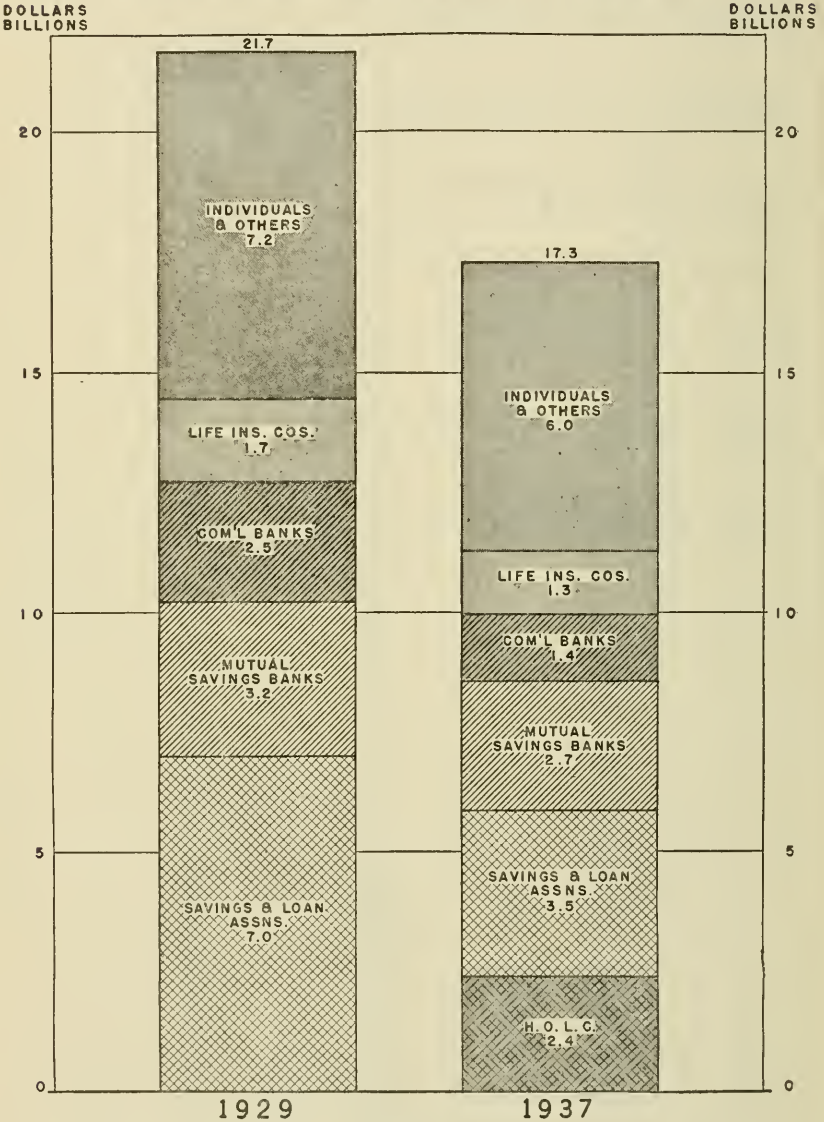 DOLLARS
BILLIONS
DOLLARS
BILLIONS
21.7
20
20
INDIVIDUALS
& OTHERS
7.2
17.3
15
15
INDIVIDUALS
& OTHERS
6.0
LIFE INS. COS.
1.7
COM'L BANKS
2.5
LIFE INS. COS.
1.3
10
10
COM'L BANKS
1.4
MUTUAL
SAVINGS BANKS
3.2
MUTUAL
SAVINGS BANKS
2.7
5
5
SAVINGS & LOAN
ASSNS.
7.0
SAVINGS & LOAN
ASSNS.
3.5
H. O. L. C.
2.4
0
0
1929
1937